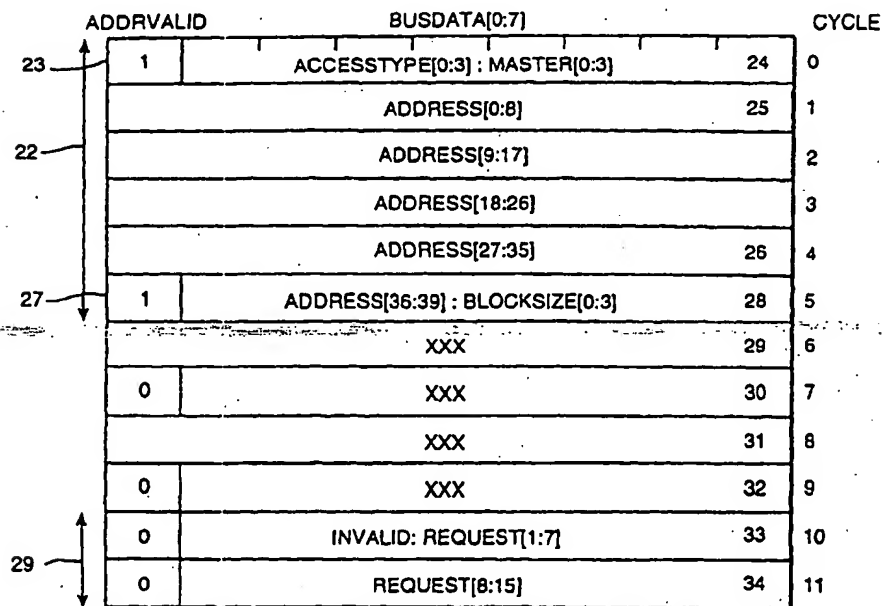 ADDRVALID BUSDATA[0:7] CYCLE
23 1 ACCESSTYPE[0:3] : MASTER[0:3] 24 0
ADDRESS[0:8] 25 1
22 ADDRESS[9:17] 2
ADDRESS[18:26] 3
ADDRESS[27:35] 26 4
27 1 ADDRESS[36:39] : BLOCKSIZE[0:3] 28 5
XXX 29 6
0 XXX 30 7
XXX 31 8
0 XXX 32 9
0 INVALID: REQUEST[1:7] 33 10
29
0 REQUEST[8:15] 34 11